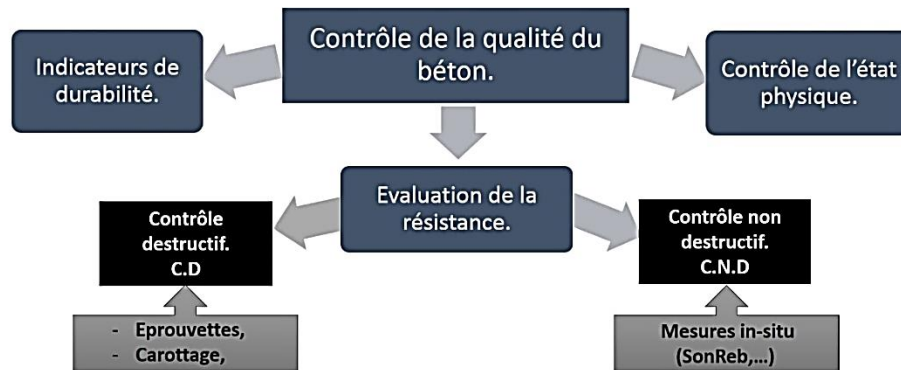 Contrôle de la qualité du
béton.
Indicateurs de
durabilité.
Contrôle de l'état
physique.
Evaluation de la
résistance.
Contrôle
destructif.
C.D
Contrôle non
destructif.
C.N.D
- Eprouvettes,
- Carottage,
Mesures in-situ
(SonReb,...)